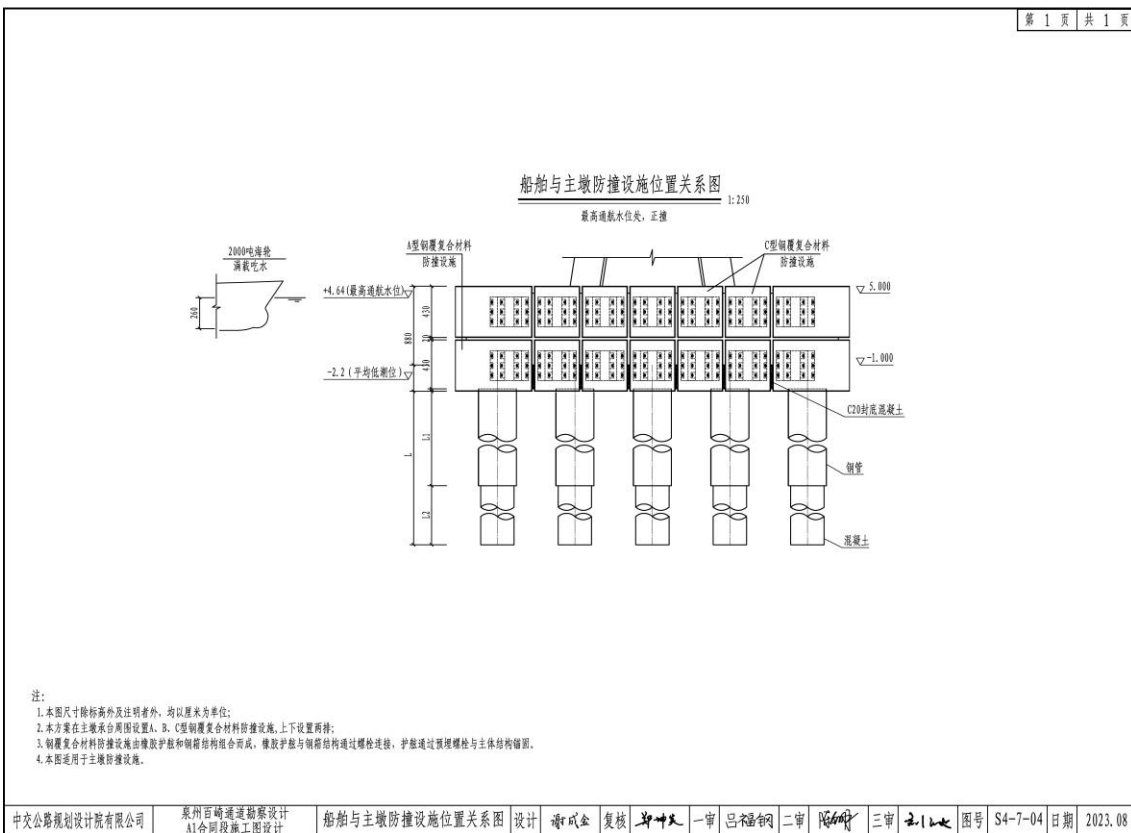 第 1 页 共 1 页
船舶与主墩防撞设施位置关系图
1:250
最高通航水位处，正撞
2000吨海轮
满载吃水
260
A型钢覆复合材料
防撞设施
C型钢覆复合材料
防撞设施
+4.64(最高通航水位)
5.000
430
880
20
430
-1.000
-2.2(平均低潮位)
C20封底混凝土
L
L1
钢管
L2
混凝土
注：
1.本图尺寸除标高外及注明者外，均以厘米为单位；
2.本方案在主墩承台周围设置A、B、C型钢覆复合材料防撞设施，上下设置两排；
3.钢覆复合材料防撞设施由橡胶护舷和钢箱结构组合而成，橡胶护舷与钢箱结构通过螺栓连接，护舷通过预埋螺栓与主体结构锚固。
4.本图适用于主墩防撞设施。
中交公路规划设计院有限公司 泉州百崎通道勘察设计 A1合同段施工图设计 船舶与主墩防撞设施位置关系图 设计 谢成金 复核 一审 吕福钢 二审 三审 图号 S4-7-04 日期 2023.08